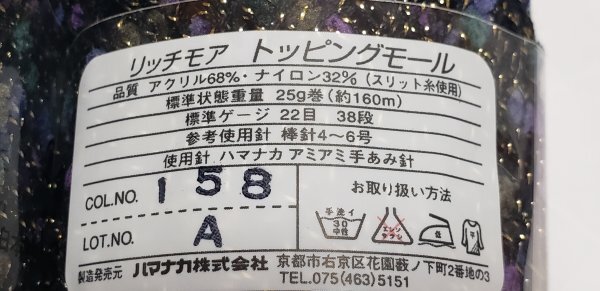 リッチモア トッピングモール
品質 アクリル68%・ナイロン32% (スリット糸使用)
標準状態重量 25g巻(約160m)
標準ゲージ 22目 38段
参考使用針 棒針4〜6号
使用針 ハマナカ アミアミ手あみ針
COL.NO. 158
お取り扱い方法
手洗イ
30
中性
エンソサラシ
低
LOT.NO. A
製造発売元 ハマナカ株式会社 京都市右京区花園薮ノ下町2番地の3
TEL.075(463)5151